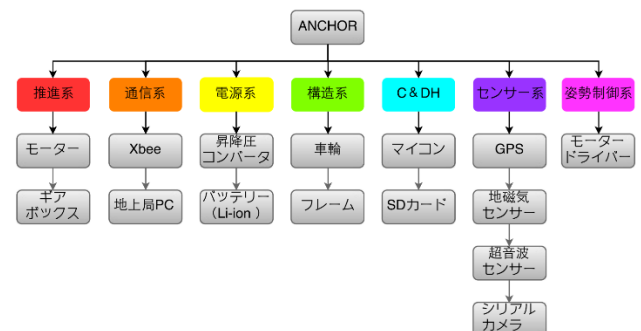 ANCHOR
推進系
通信系
電源系
構造系
C＆DH
センサー系
姿勢制御系
モーター
Xbee
昇降圧
コンバータ
車輪
マイコン
GPS
モーター
ドライバー
ギア
ボックス
地上局PC
バッテリー
（Li-ion ）
フレーム
SDカード
地磁気
センサー
超音波
センサー
シリアル
カメラ